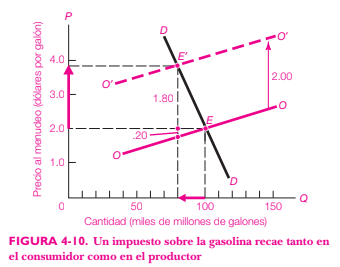 P
D
E'
O'
4.0
O'
3.0
1.80
2.00
E
O
2.0
.20
O
1.0
D
Q
0
50
100
150
Precio al menudeo (dólares por galón)
Cantidad (miles de millones de galones)
FIGURA 4-10. Un impuesto sobre la gasolina recae tanto en
el consumidor como en el productor